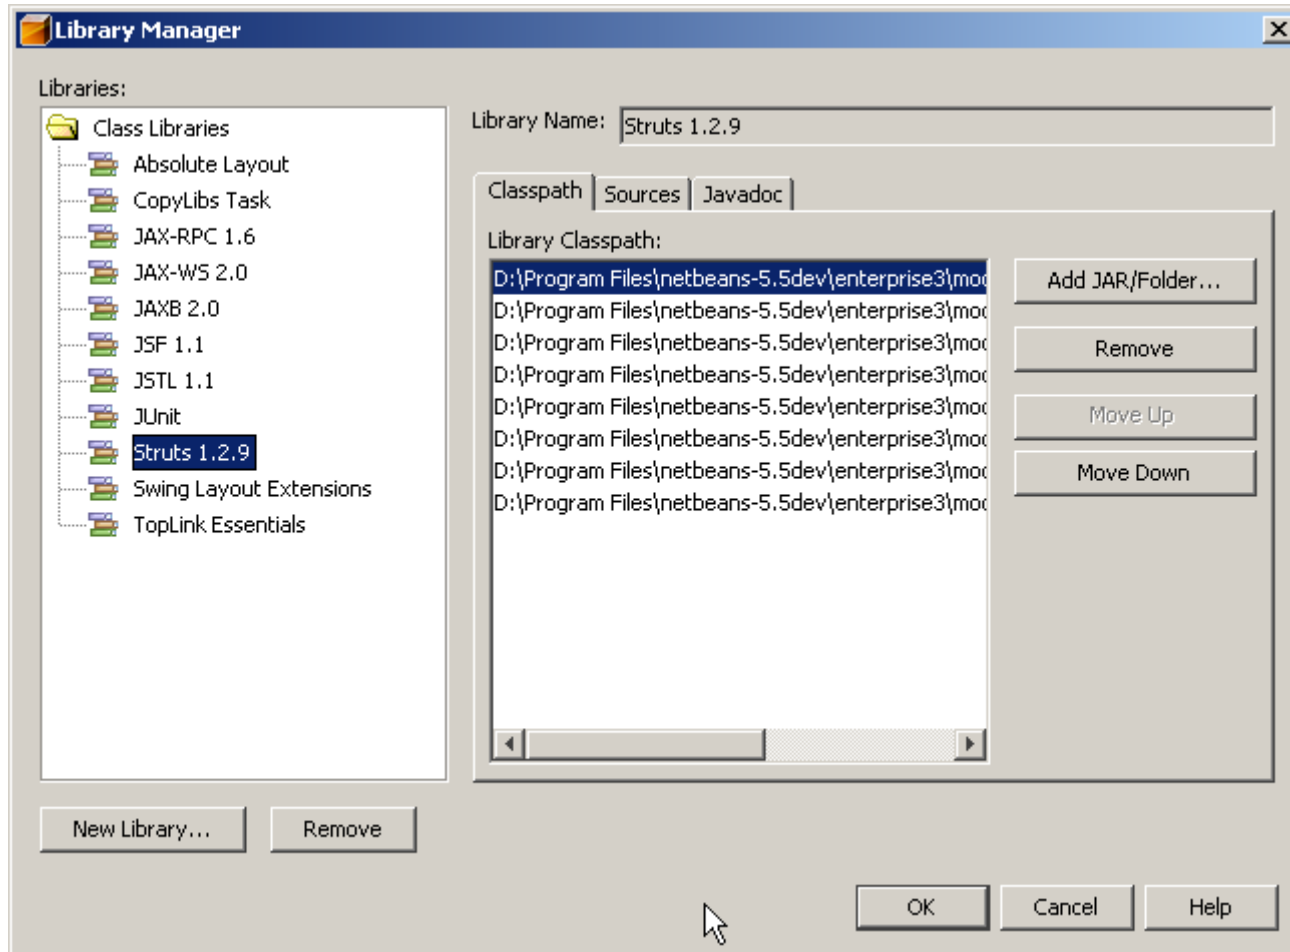 Library Manager
Libraries:
Class Libraries
Absolute Layout
CopyLibs Task
JAX-RPC 1.6
JAX-WS 2.0
JAXB 2.0
JSF 1.1
JSTL 1.1
JUnit
Struts 1.2.9
Swing Layout Extensions
TopLink Essentials
New Library...
Remove
Library Name: Struts 1.2.9
Classpath Sources Javadoc
Library Classpath:
D:\Program Files\netbeans-5.5dev\enterprise3\mod
D:\Program Files\netbeans-5.5dev\enterprise3\mod
D:\Program Files\netbeans-5.5dev\enterprise3\mod
D:\Program Files\netbeans-5.5dev\enterprise3\mod
D:\Program Files\netbeans-5.5dev\enterprise3\mod
D:\Program Files\netbeans-5.5dev\enterprise3\mod
D:\Program Files\netbeans-5.5dev\enterprise3\mod
D:\Program Files\netbeans-5.5dev\enterprise3\mod
Add JAR/Folder...
Remove
Move Up
Move Down
OK Cancel Help